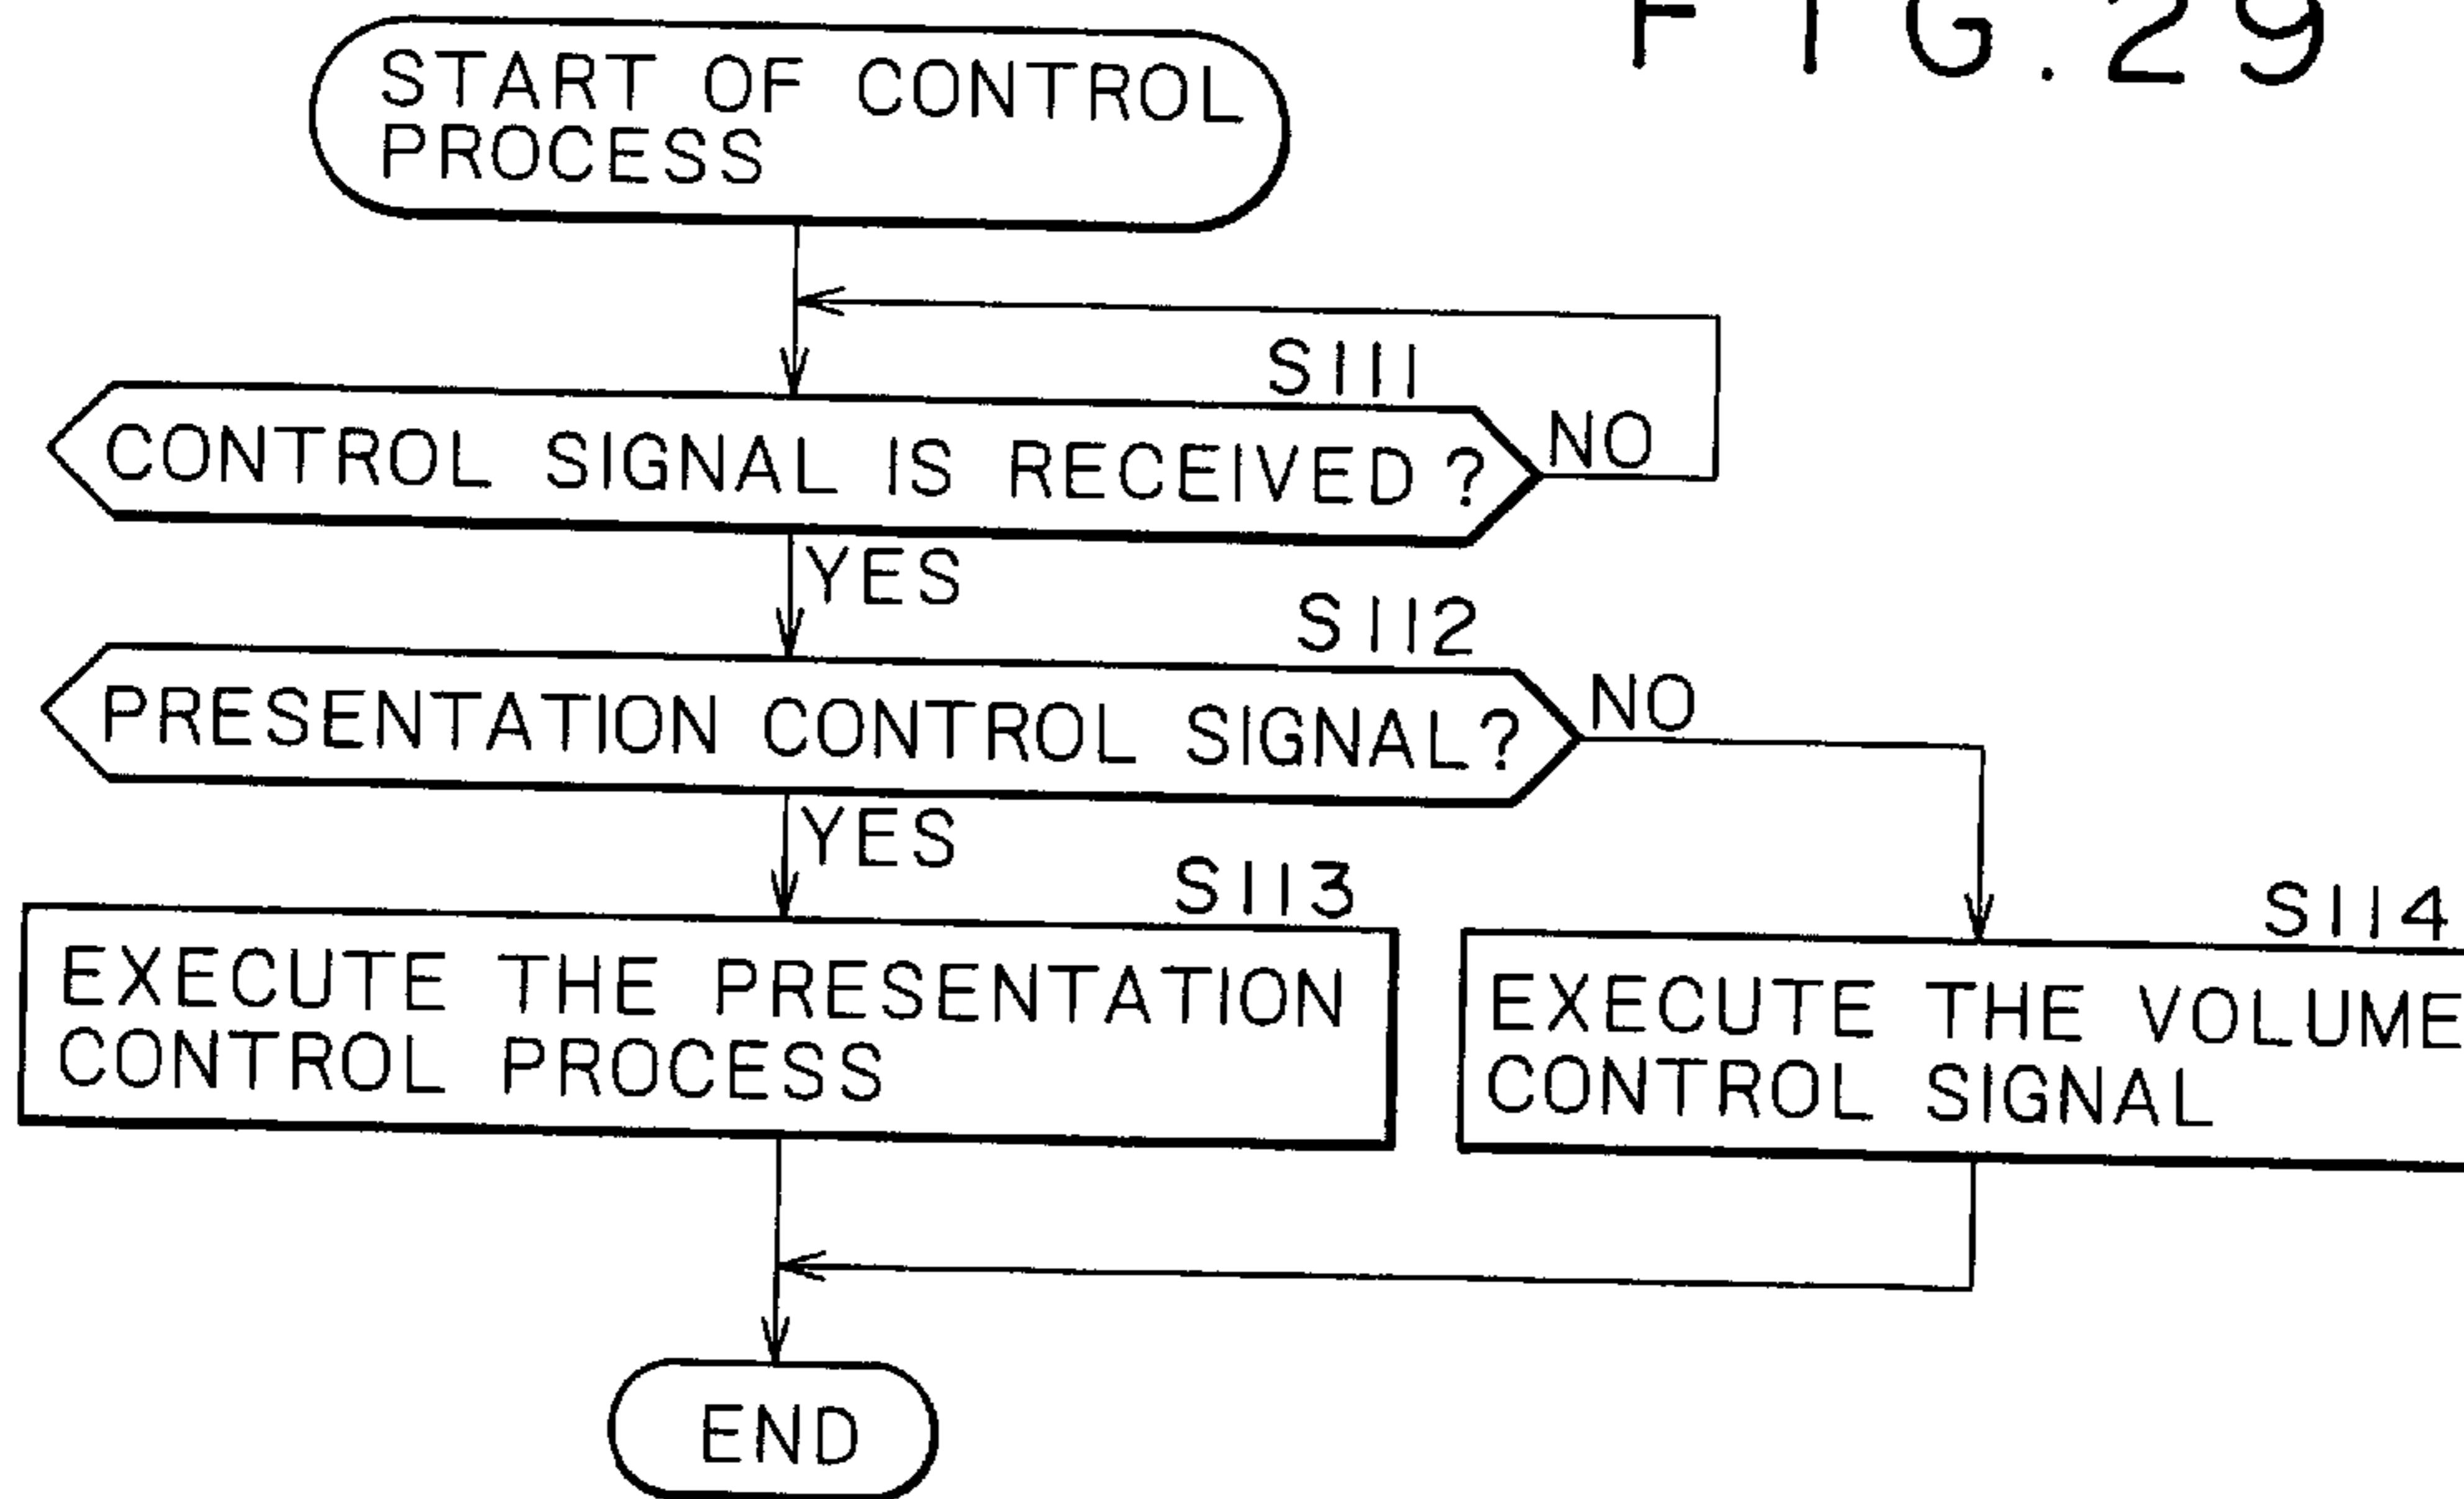 FIG.29
START OF CONTROL
PROCESS
S111
CONTROL SIGNAL IS RECEIVED?
NO
YES
S112
PRESENTATION CONTROL SIGNAL?
NO
YES
S113
EXECUTE THE PRESENTATION
CONTROL PROCESS
S114
EXECUTE THE VOLUME
CONTROL SIGNAL
END